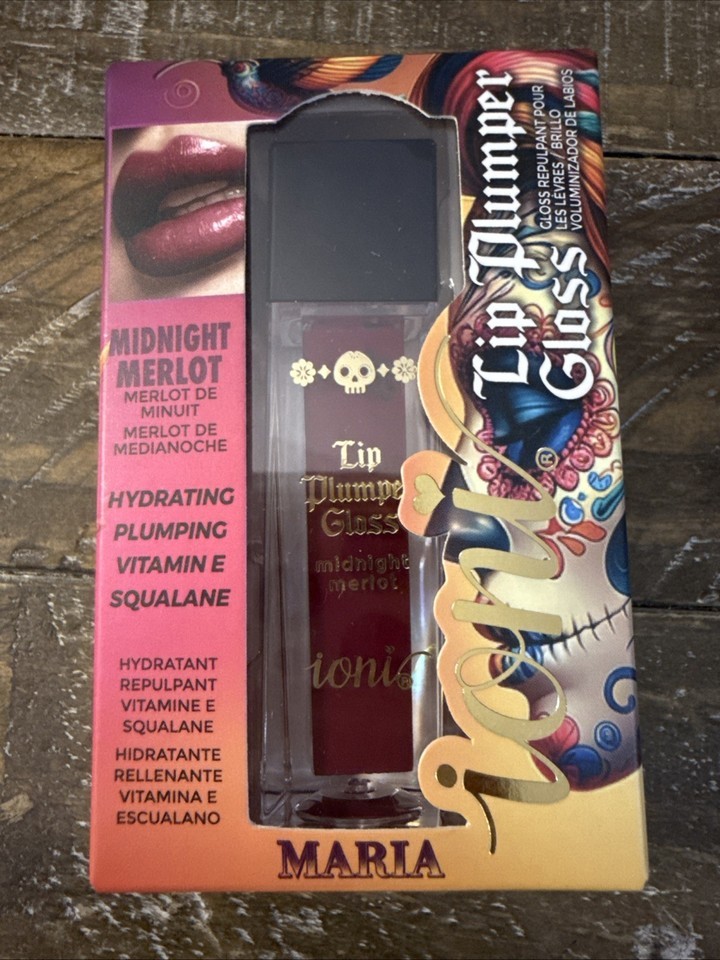 MIDNIGHT
MERLOT
MERLOT DE
MINUIT
MERLOT DE
MEDIANOCHE
HYDRATING
PLUMPING
VITAMIN E
SQUALANE
HYDRATANT
REPULPANT
VITAMINE E
SQUALANE
HIDRATANTE
RELLENANTE
VITAMINA E
ESCUALANO
Lip
Plumper
Gloss
midnight
merlot
ioni®
Lip Plumper
Gloss
GLOSS REPULPANT POUR
LES LÈVRES / BRILLO
VOLUMINIZADOR DE LABIOS
ioni®
MARIA